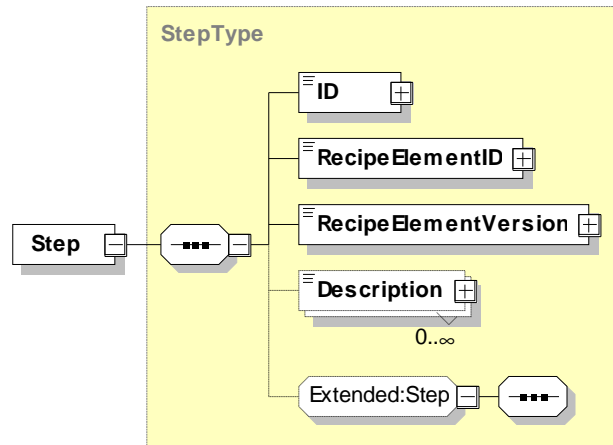 StepType
ID
RecipeElementID
RecipeElementVersion
Step
Description
0..∞
Extended:Step